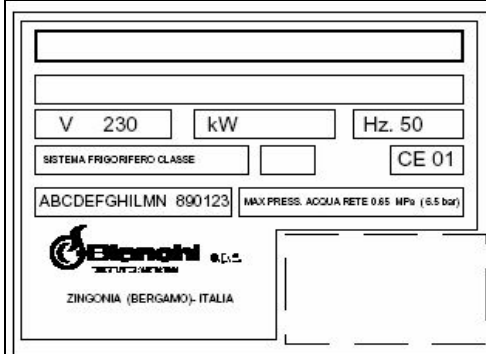 V 230 kW Hz. 50
SISTEMA FRIGORIFERO CLASSE CE 01
ABCDEFGHILMN 890123 MAX PRESS. ACQUA RETE 0.65 MPa (6.5 bar)
Bianchi s.p.a.
ZINGONIA (BERGAMO)- ITALIA